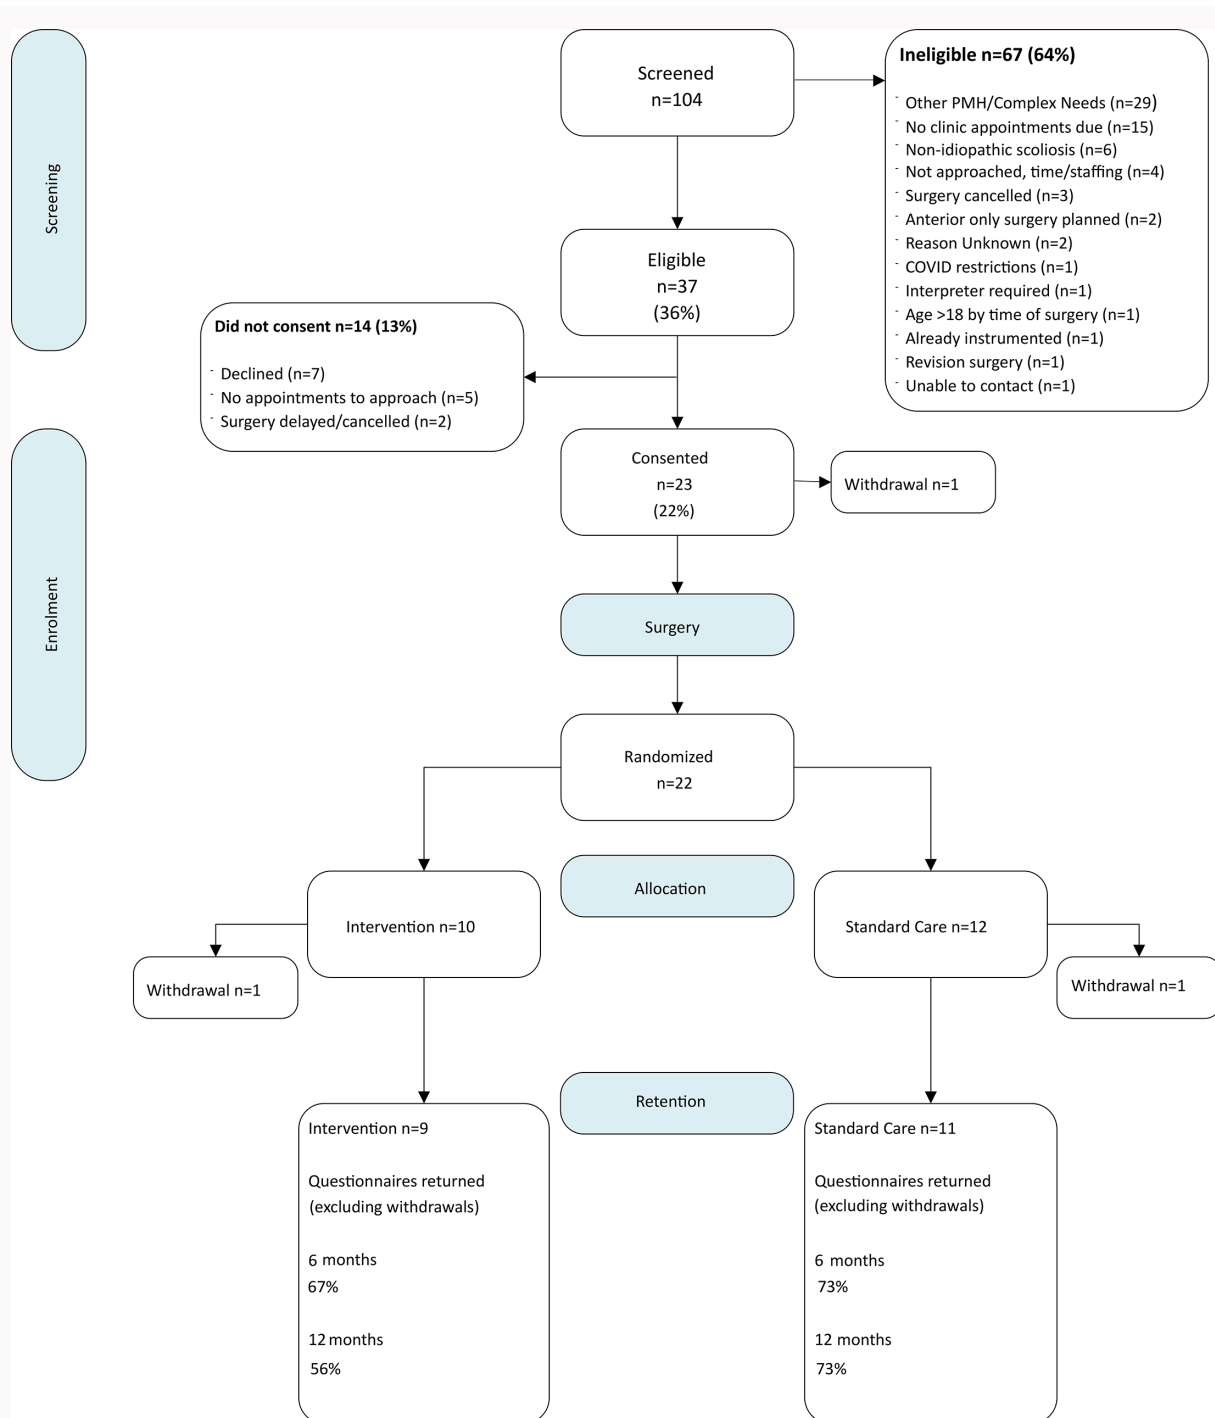 Screening
Screened
n=104
Ineligible n=67 (64%)
- Other PMH/Complex Needs (n=29)
- No clinic appointments due (n=15)
- Non-idiopathic scoliosis (n=6)
- Not approached, time/staffing (n=4)
- Surgery cancelled (n=3)
- Anterior only surgery planned (n=2)
- Reason Unknown (n=2)
- COVID restrictions (n=1)
- Interpreter required (n=1)
- Age >18 by time of surgery (n=1)
- Already instrumented (n=1)
- Revision surgery (n=1)
- Unable to contact (n=1)
Eligible
n=37
(36%)
Did not consent n=14 (13%)
- Declined (n=7)
- No appointments to approach (n=5)
- Surgery delayed/cancelled (n=2)
Enrolment
Consented
n=23
(22%)
Withdrawal n=1
Surgery
Randomized
n=22
Allocation
Intervention n=10
Withdrawal n=1
Standard Care n=12
Withdrawal n=1
Retention
Intervention n=9
Questionnaires returned
(excluding withdrawals)
6 months
67%
12 months
56%
Standard Care n=11
Questionnaires returned
(excluding withdrawals)
6 months
73%
12 months
73%